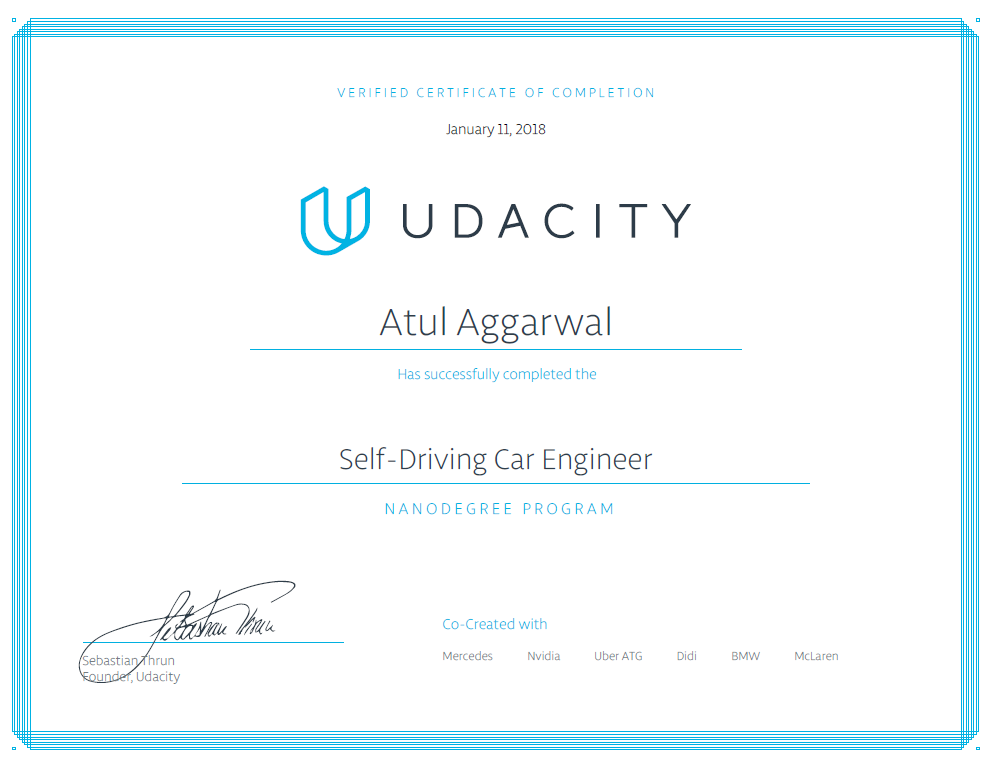 VERIFIED CERTIFICATE OF COMPLETION
January 11, 2018
UDACITY
Atul Aggarwal
Has successfully completed the
Self-Driving Car Engineer
NANODEGREE PROGRAM
Sebastian Thrun
Sebastian Thrun
Founder, Udacity
Co-Created with
Mercedes Nvidia Uber ATG Didi BMW McLaren